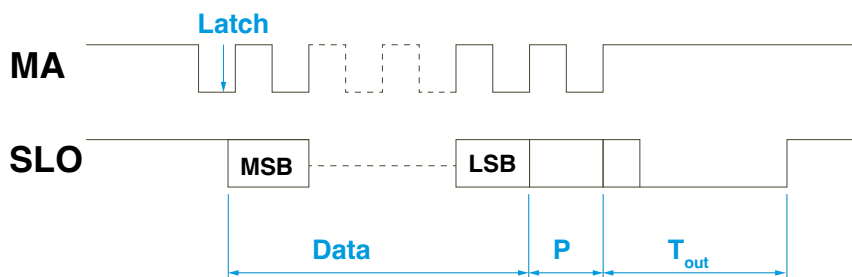 Latch
MA
SLO
MSB
LSB
Data
P
Tout